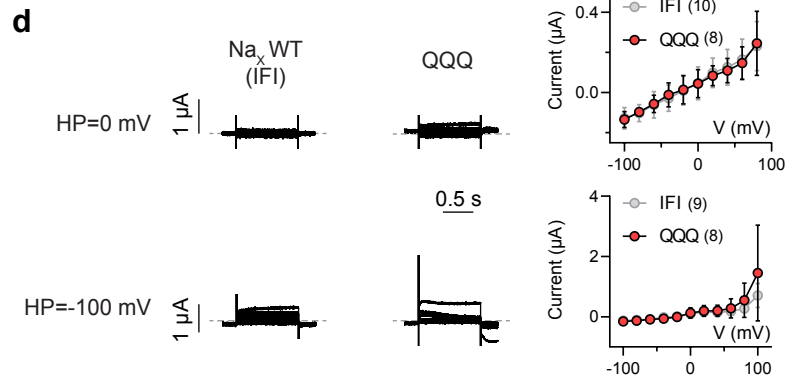 d
Naₓ WT
(IFI)
QQQ
HP=0 mV
1 µA
0.5 s
HP=-100 mV
1 µA
Current (µA)
0.4
0.0
IFI (10)
QQQ (8)
V (mV)
-100
0
100
Current (µA)
4
2
0
IFI (9)
QQQ (8)
V (mV)
-100
0
100